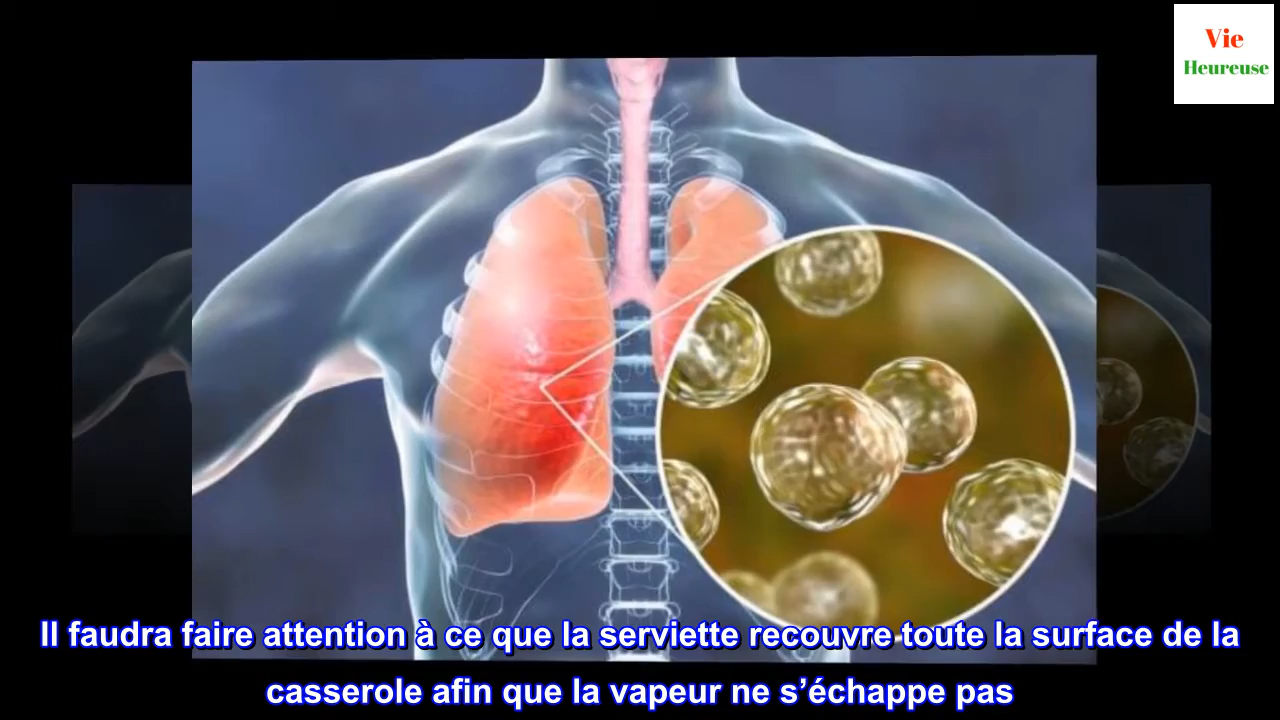 Vie
Heureuse
Il faudra faire attention à ce que la serviette recouvre toute la surface de la
casserole afin que la vapeur ne s’échappe pas